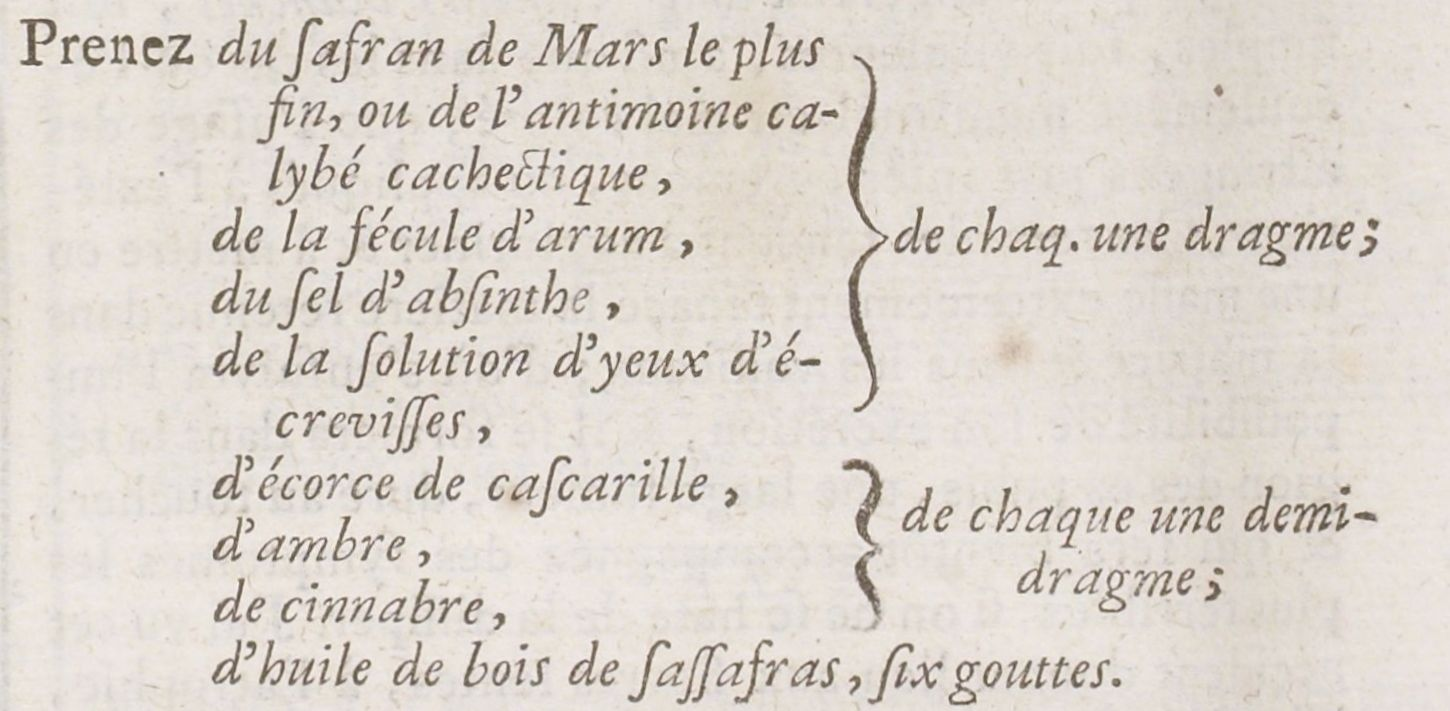 Prenez du ſafran de Mars le plus
fin, ou de l'antimoine ca-
lybé cachectique,
de la fécule d'arum,
du ſel d'abſinthe,
de la ſolution d'yeux d'é-
creviſſes,
de chaq. une dragme;
d'écorce de caſcarille,
d'ambre,
de cinnabre,
de chaque une demi-
dragme;
d'huile de bois de ſaſſafras, ſix gouttes.